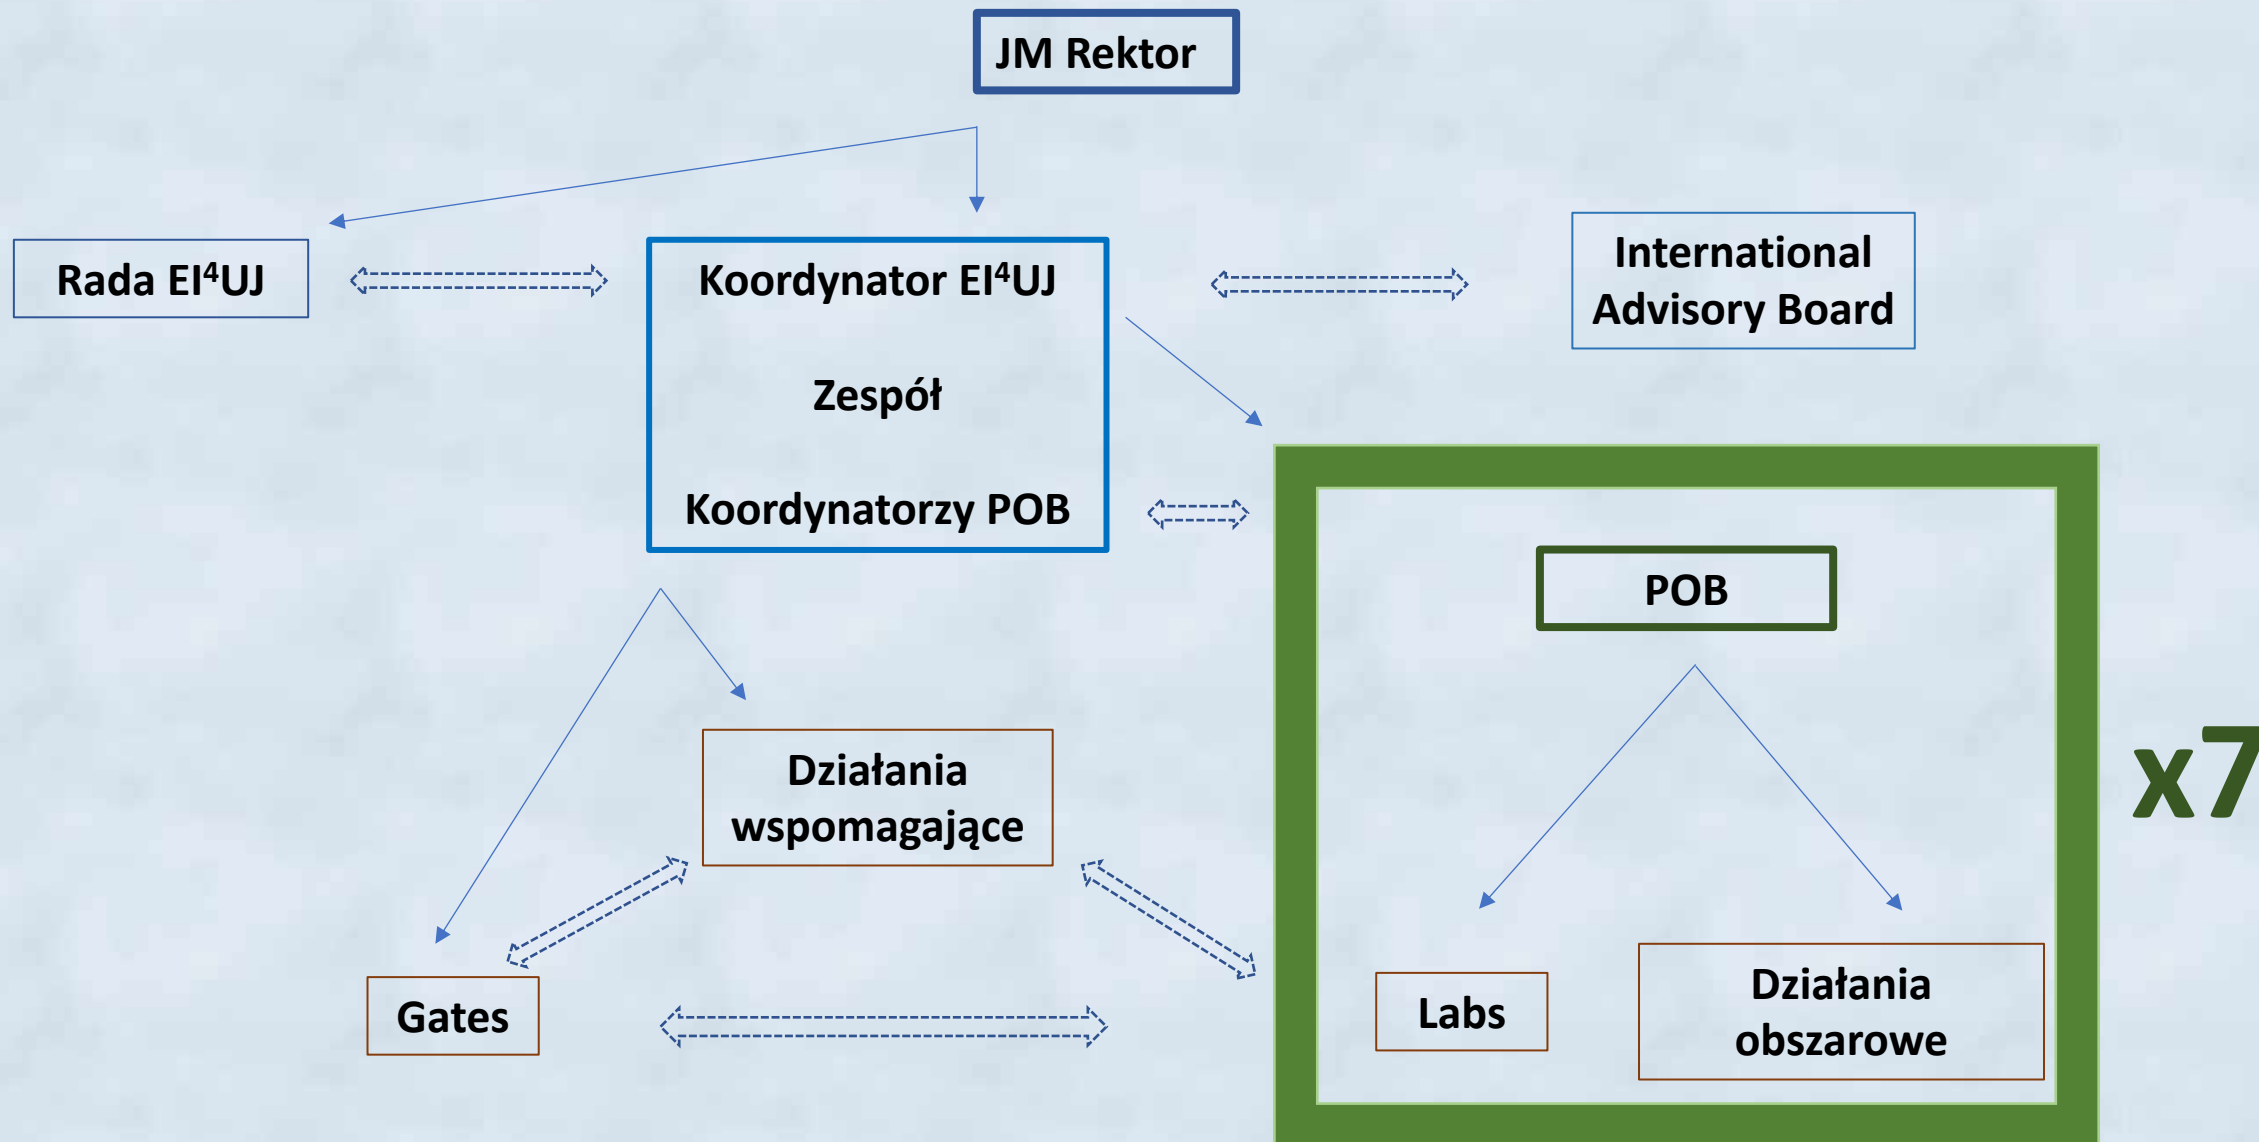 JM Rektor
Rada EI⁴UJ
Koordynator EI⁴UJ
Zespół
Koordynatorzy POB
International
Advisory Board
POB
x7
Działania
wspomagające
Gates
Labs
Działania
obszarowe